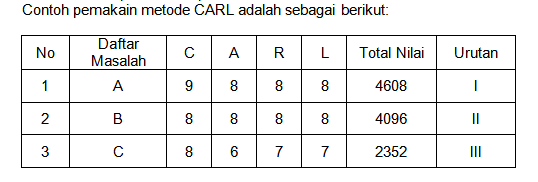 Contoh pemakain metode CARL adalah sebagai berikut:
No Daftar Masalah C A R L Total Nilai Urutan
1 A 9 8 8 8 4608 I
2 B 8 8 8 8 4096 II
3 C 8 6 7 7 2352 III